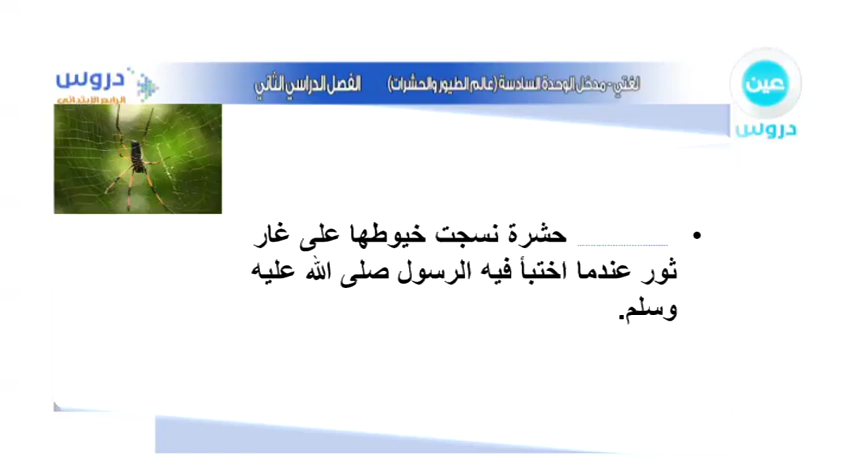 دروس
الرابع الإبتدائي
لغتي - مدخل الوحدة السادسة (عالم الطيور والحشرات) الفصل الدراسي الثاني
عين
دروس
• ........ حشرة نسجت خيوطها على غار
ثور عندما اختبأ فيه الرسول صلى الله عليه
وسلم.